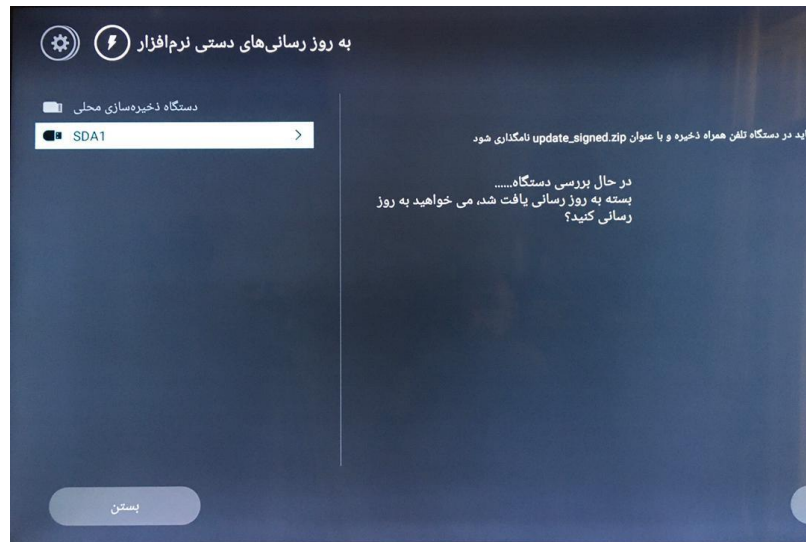 به روز رسانی‌های دستی نرم‌افزار
دستگاه ذخیره‌سازی محلی
SDA1
در دستگاه تلفن همراه ذخیره و با عنوان update_signed.zip نامگذاری شود
در حال بررسی دستگاه......
بسته به روز رسانی یافت شد، می خواهید به روز
رسانی کنید؟
بستن